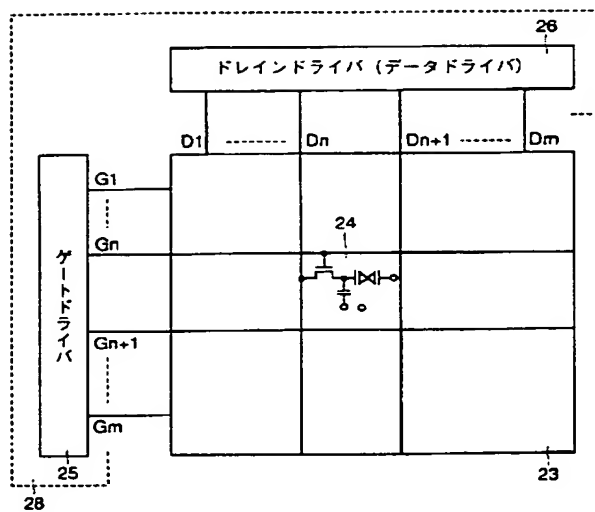 26
ドレインドライバ (データドライバ)
D1
Dn
Dn+1
Dm
G1
Gn
24
ゲートドライバ
Gn+1
Gm
25
23
28